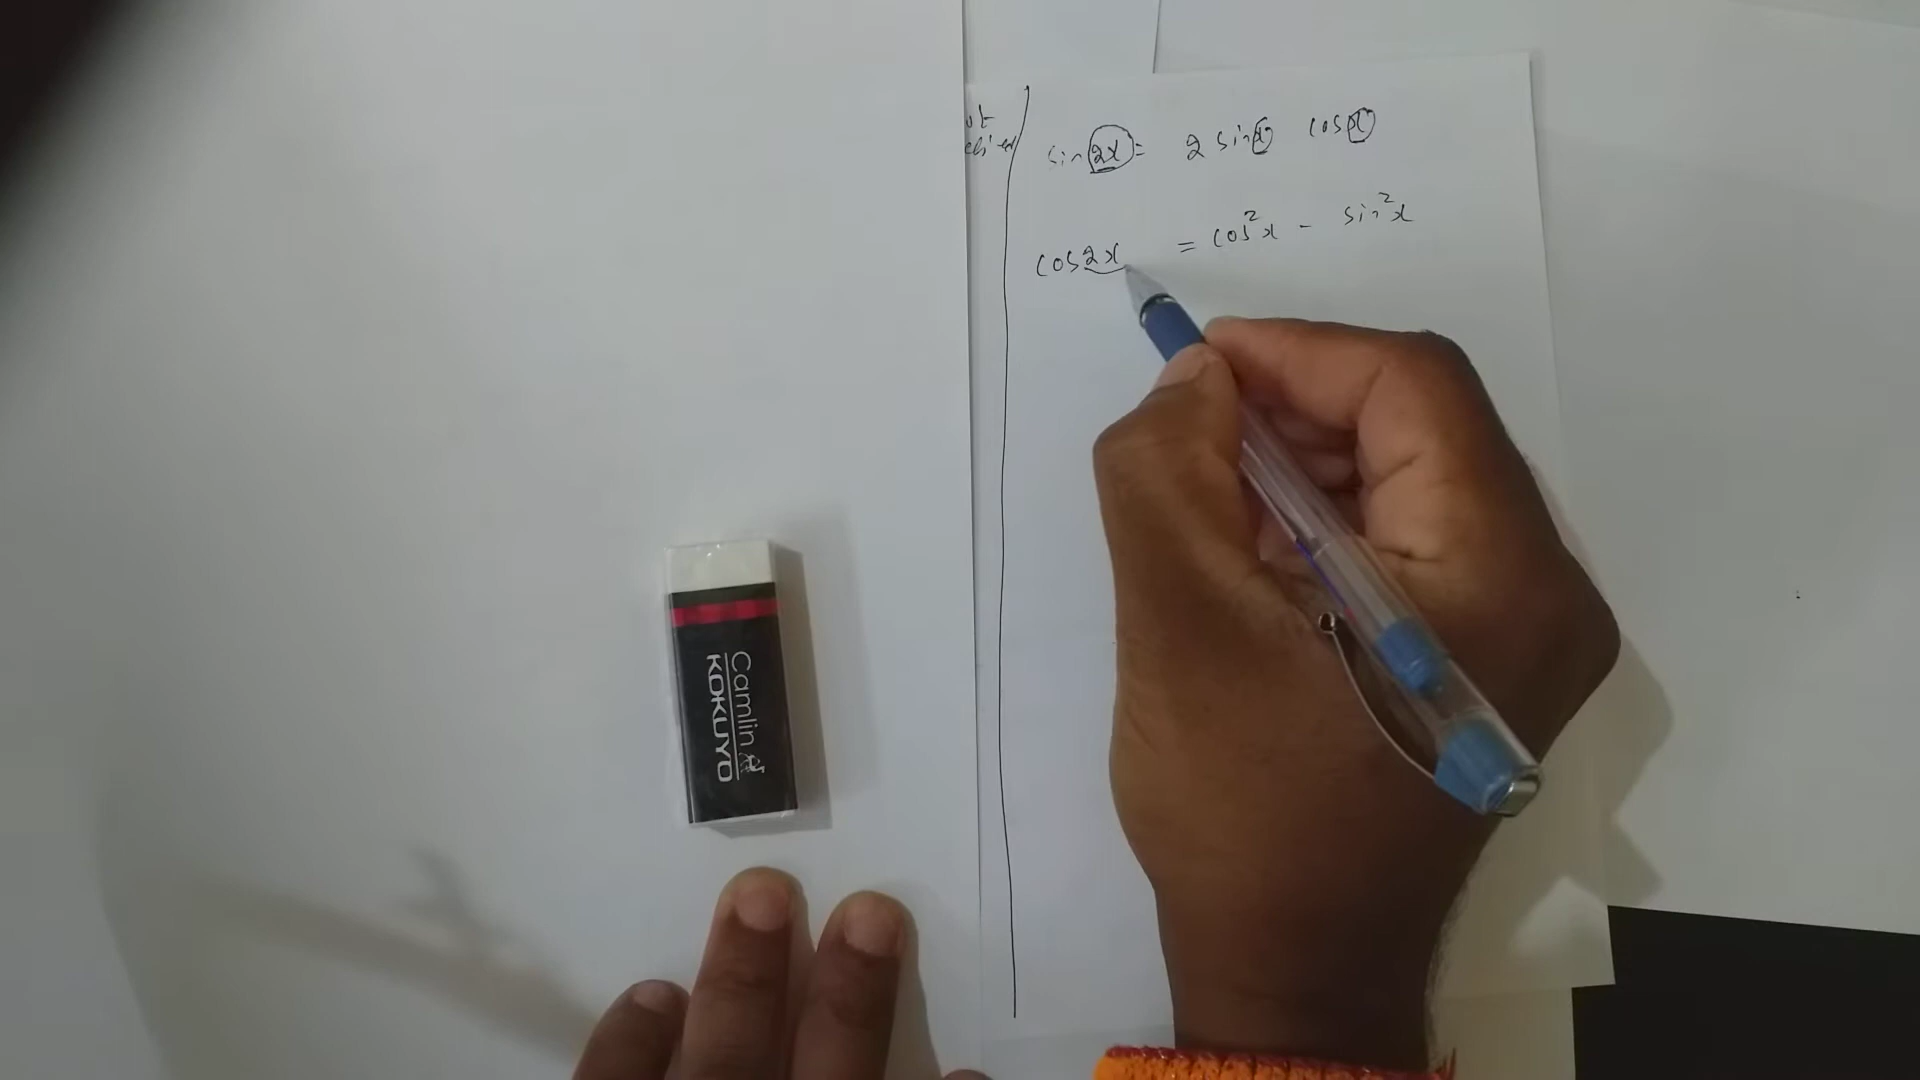 sin2x = 2 sinx cosx
cos2x = cos²x - sin²x
Camlin
KOKUYO